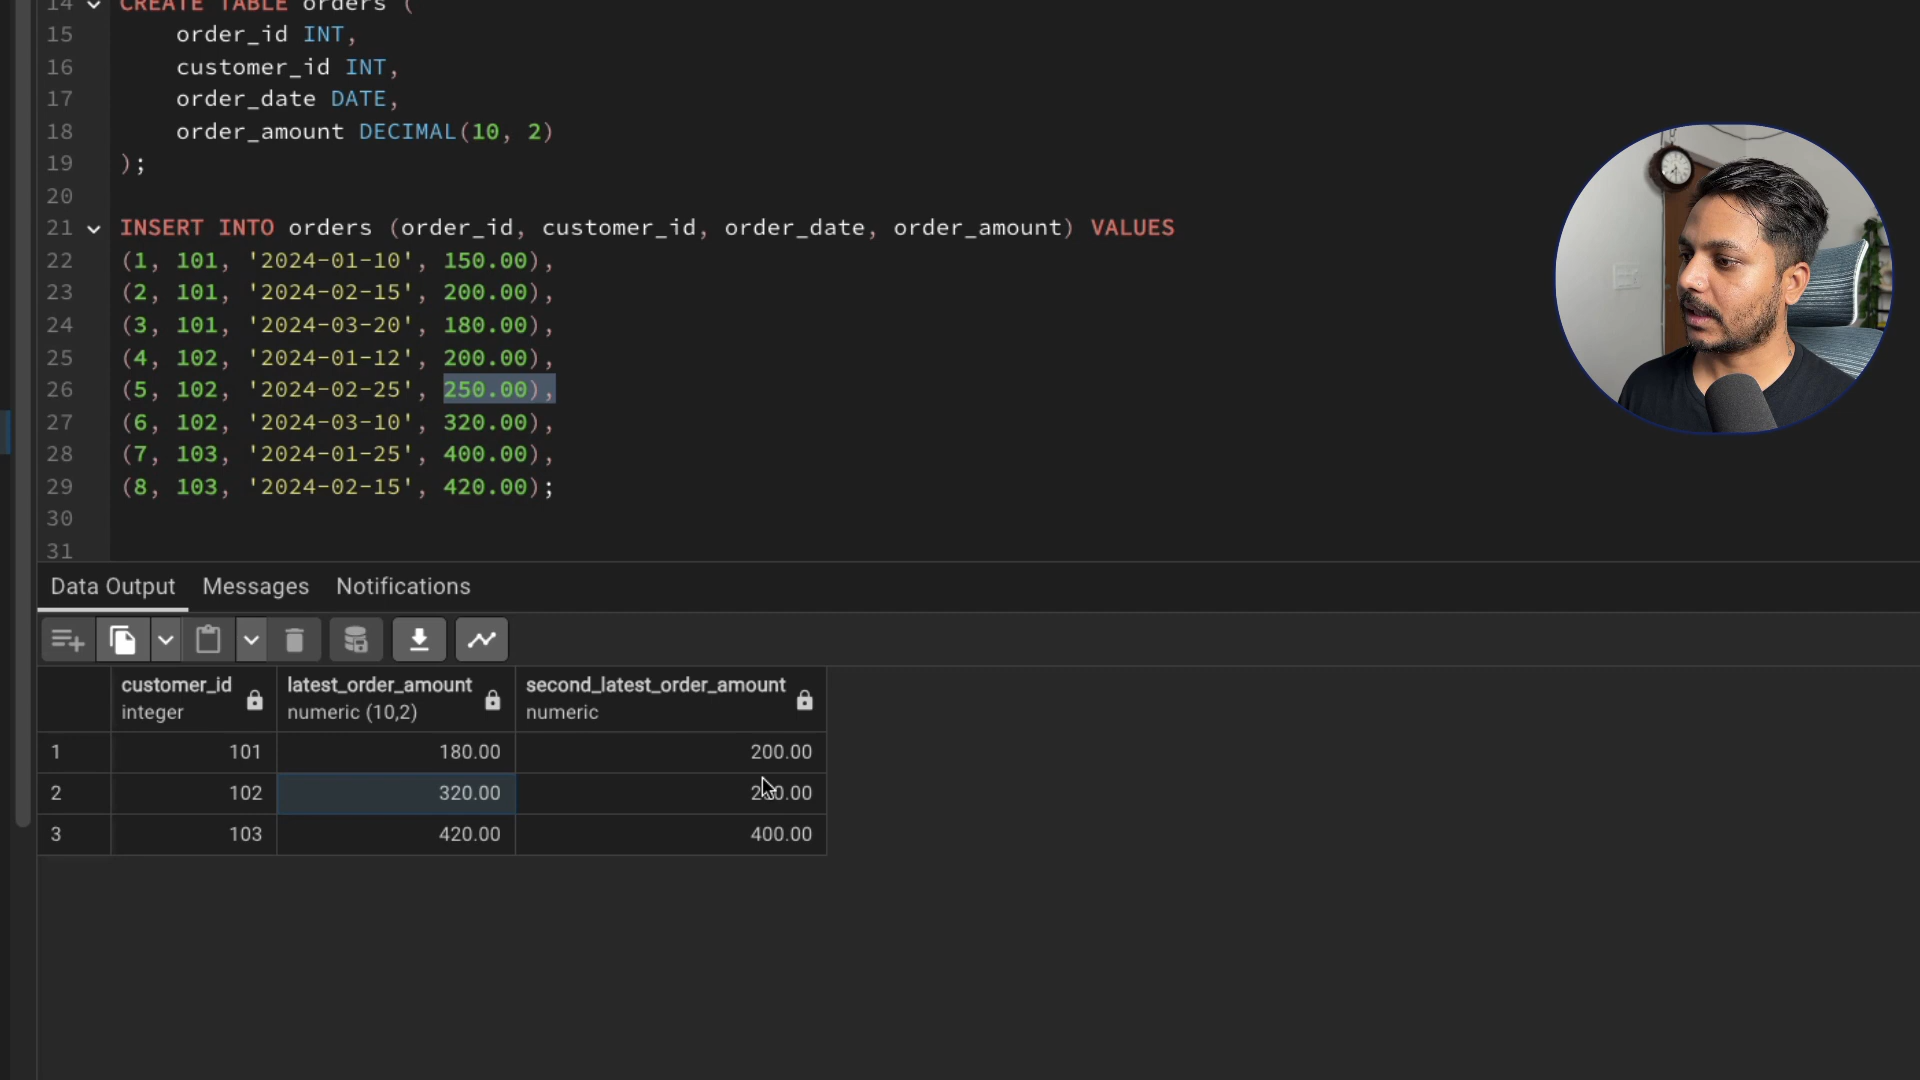 14 CREATE TABLE orders (
15 order_id INT,
16 customer_id INT,
17 order_date DATE,
18 order_amount DECIMAL(10, 2)
19 );
20
21 INSERT INTO orders (order_id, customer_id, order_date, order_amount) VALUES
22 (1, 101, '2024-01-10', 150.00),
23 (2, 101, '2024-02-15', 200.00),
24 (3, 101, '2024-03-20', 180.00),
25 (4, 102, '2024-01-12', 200.00),
26 (5, 102, '2024-02-25', 250.00),
27 (6, 102, '2024-03-10', 320.00),
28 (7, 103, '2024-01-25', 400.00),
29 (8, 103, '2024-02-15', 420.00);
30
31
Data Output Messages Notifications
customer_id latest_order_amount second_latest_order_amount
integer numeric (10,2) numeric
1 101 180.00 200.00
2 102 320.00
3 103 420.00 400.00